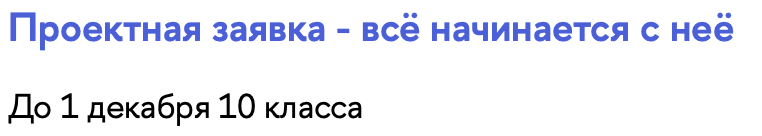 Проектная заявка - всё начинается с неё
До 1 декабря 10 класса